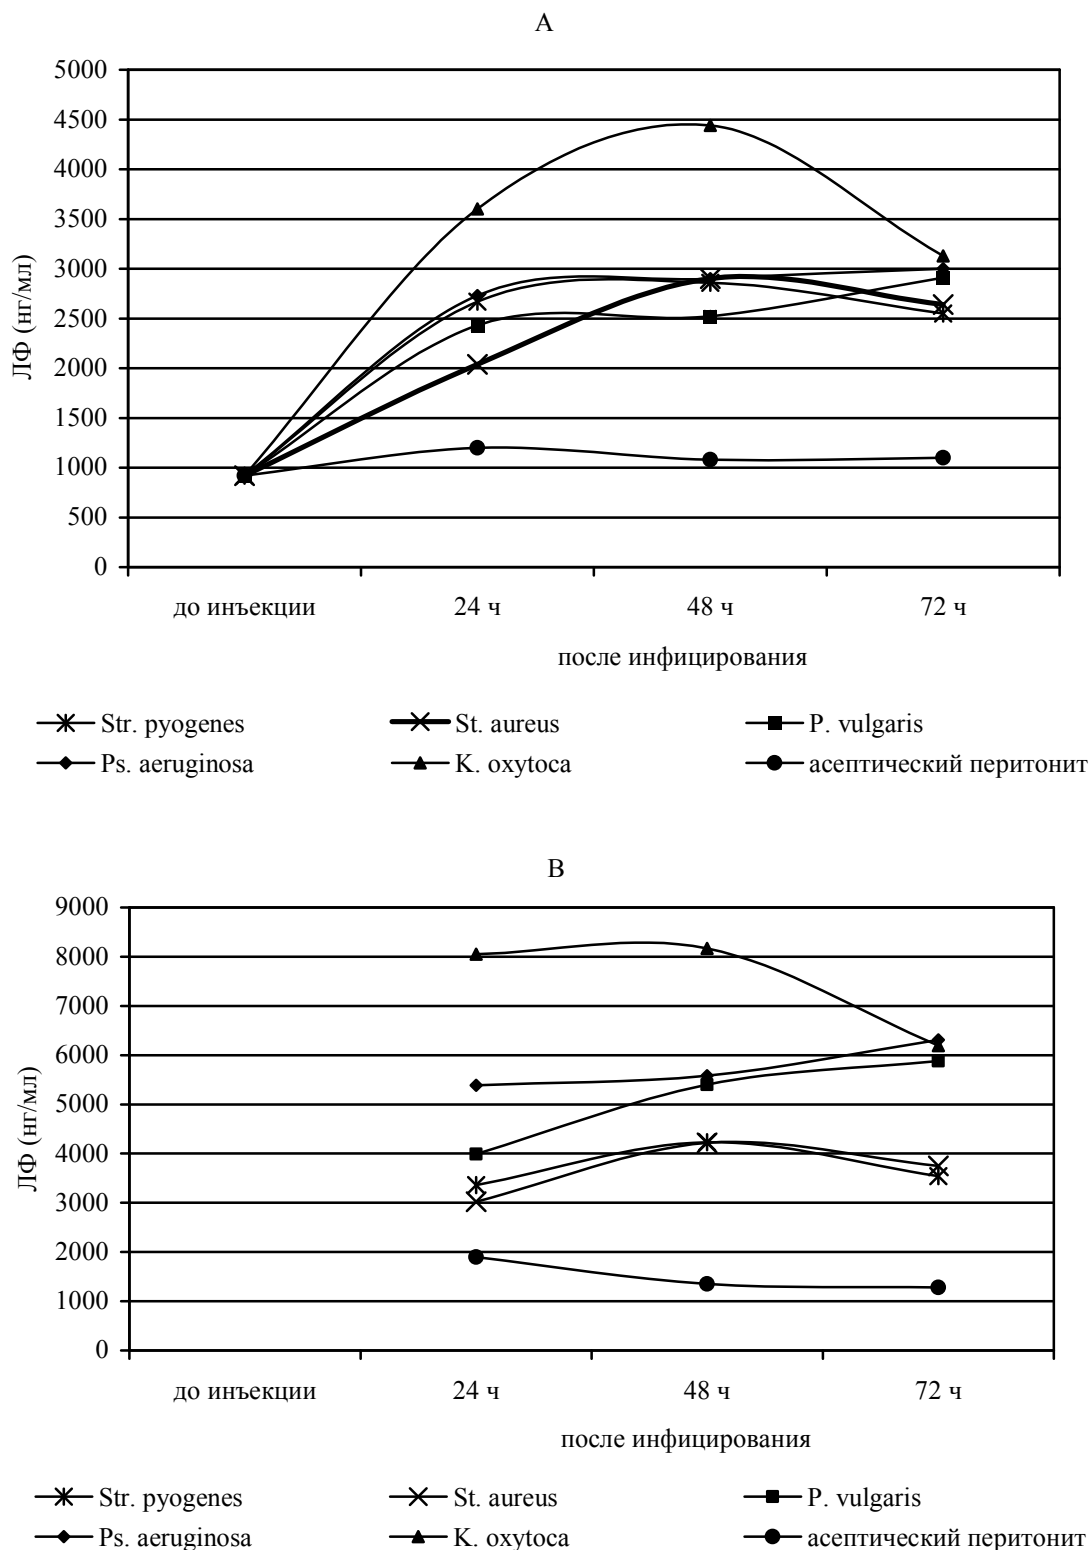 А
5000
4500
4000
3500
3000
2500
2000
1500
1000
500
0
ЛФ (нг/мл)
до инъекции 24 ч 48 ч 72 ч
после инфицирования
Str. pyogenes St. aureus P. vulgaris
Ps. aeruginosa K. oxytoca асептический перитонит
В
9000
8000
7000
6000
5000
4000
3000
2000
1000
0
ЛФ (нг/мл)
до инъекции 24 ч 48 ч 72 ч
после инфицирования
Str. pyogenes St. aureus P. vulgaris
Ps. aeruginosa K. oxytoca асептический перитонит